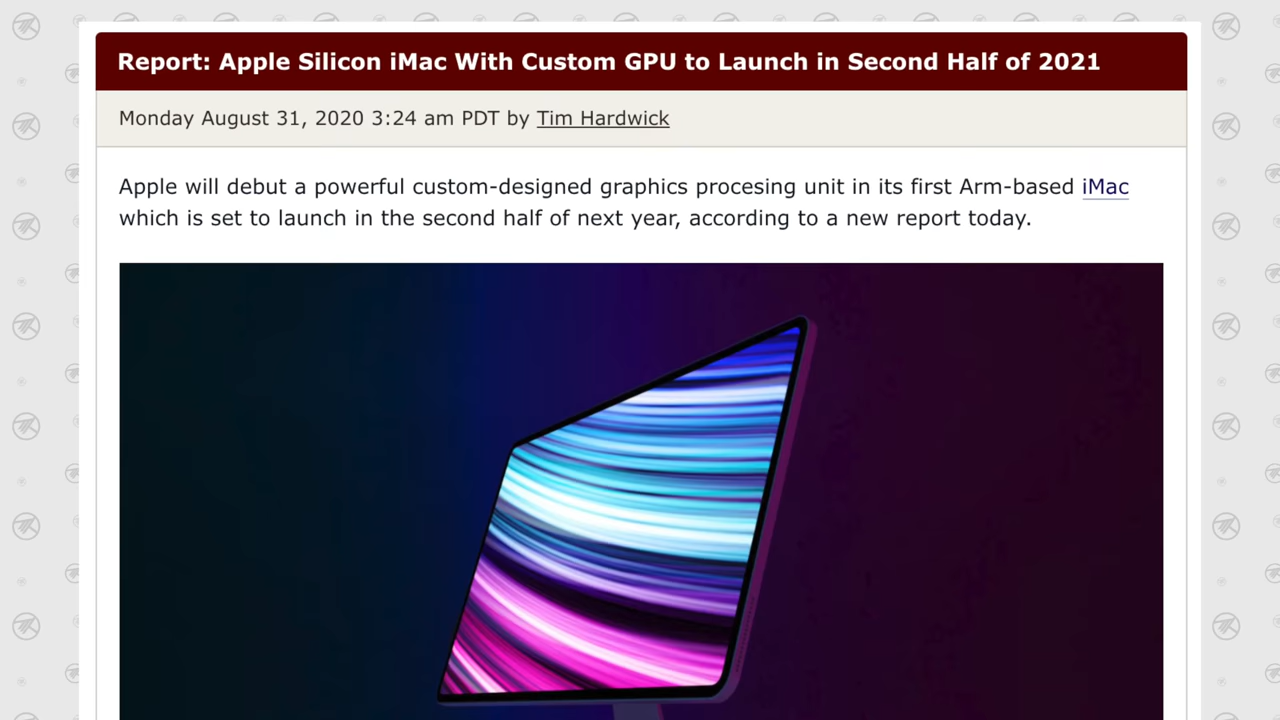 Report: Apple Silicon iMac With Custom GPU to Launch in Second Half of 2021
Monday August 31, 2020 3:24 am PDT by Tim Hardwick
Apple will debut a powerful custom-designed graphics procesing unit in its first Arm-based iMac
which is set to launch in the second half of next year, according to a new report today.